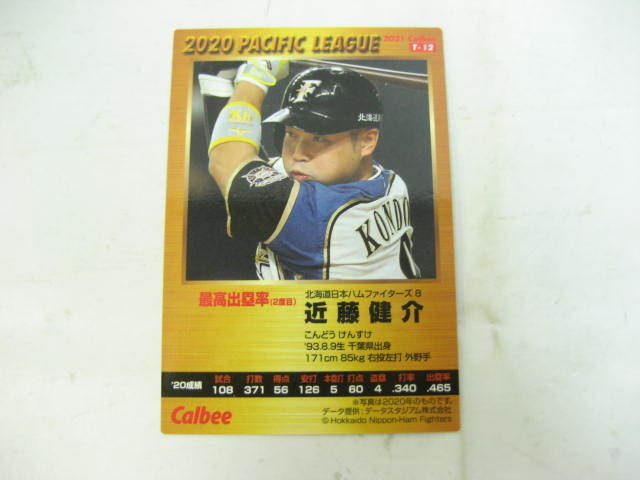 2020 PACIFIC LEAGUE
2021 Calbee
T-12
F
北海道
KONDO
最高出塁率(2度目)
北海道日本ハムファイターズ 8
近藤健介
こんどう けんすけ
'93.8.9生 千葉県出身
171cm 85kg 右投左打 外野手
'20成績 試合 打数 得点 安打 本塁打 打点 盗塁 打率 出塁率
108 371 56 126 5 60 4 .340 .465
※写真は2020年のものです。
データ提供：データスタジアム株式会社
© Hokkaido Nippon-Ham Fighters
Calbee